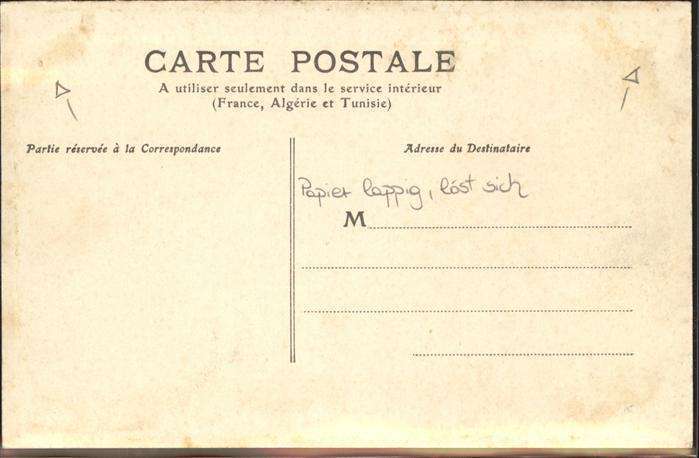 CARTE POSTALE
A utiliser seulement dans le service intérieur
(France, Algérie et Tunisie)
Partie réservée à la Correspondance
Adresse du Destinataire
Papier lappig, löst sich
M